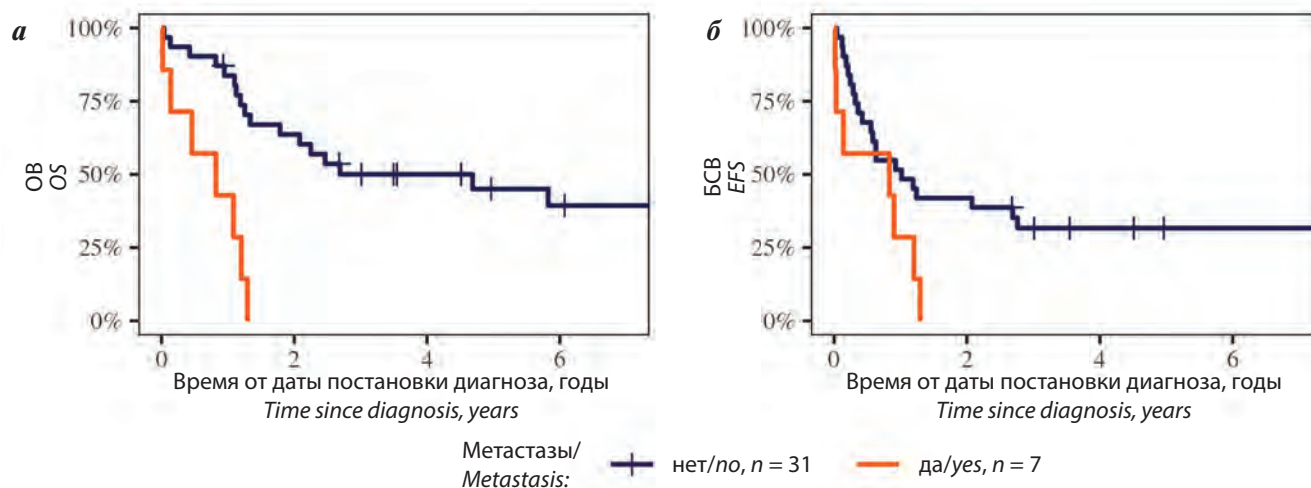 а
100%
75%
50%
25%
0%
ОВ
OS
0 2 4 6
Время от даты постановки диагноза, годы
Time since diagnosis, years
б
100%
75%
50%
25%
0%
БСВ
EFS
0 2 4 6
Время от даты постановки диагноза, годы
Time since diagnosis, years
Метастазы/
Metastasis:
нет/no, n = 31
да/yes, n = 7